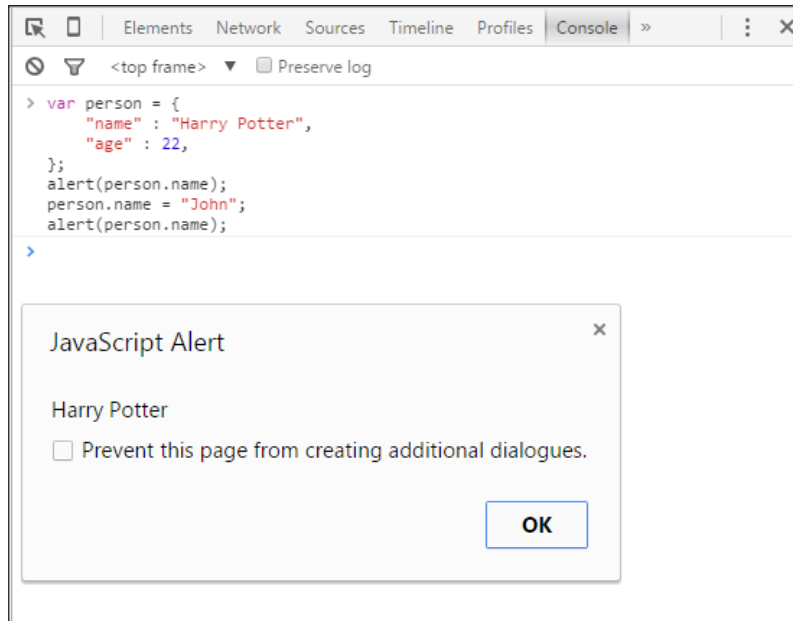 Elements Network Sources Timeline Profiles Console »
<top frame> ▼ Preserve log
> var person = {
"name" : "Harry Potter",
"age" : 22,
};
alert(person.name);
person.name = "John";
alert(person.name);
>
JavaScript Alert
Harry Potter
Prevent this page from creating additional dialogues.
OK